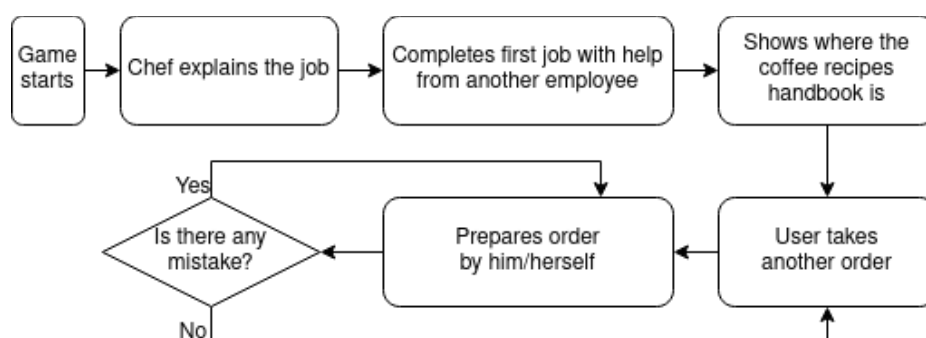 Game
starts
Chef explains the job
Completes first job with help
from another employee
Shows where the
coffee recipes
handbook is
Yes
Is there any
mistake?
Prepares order
by him/herself
User takes
another order
No